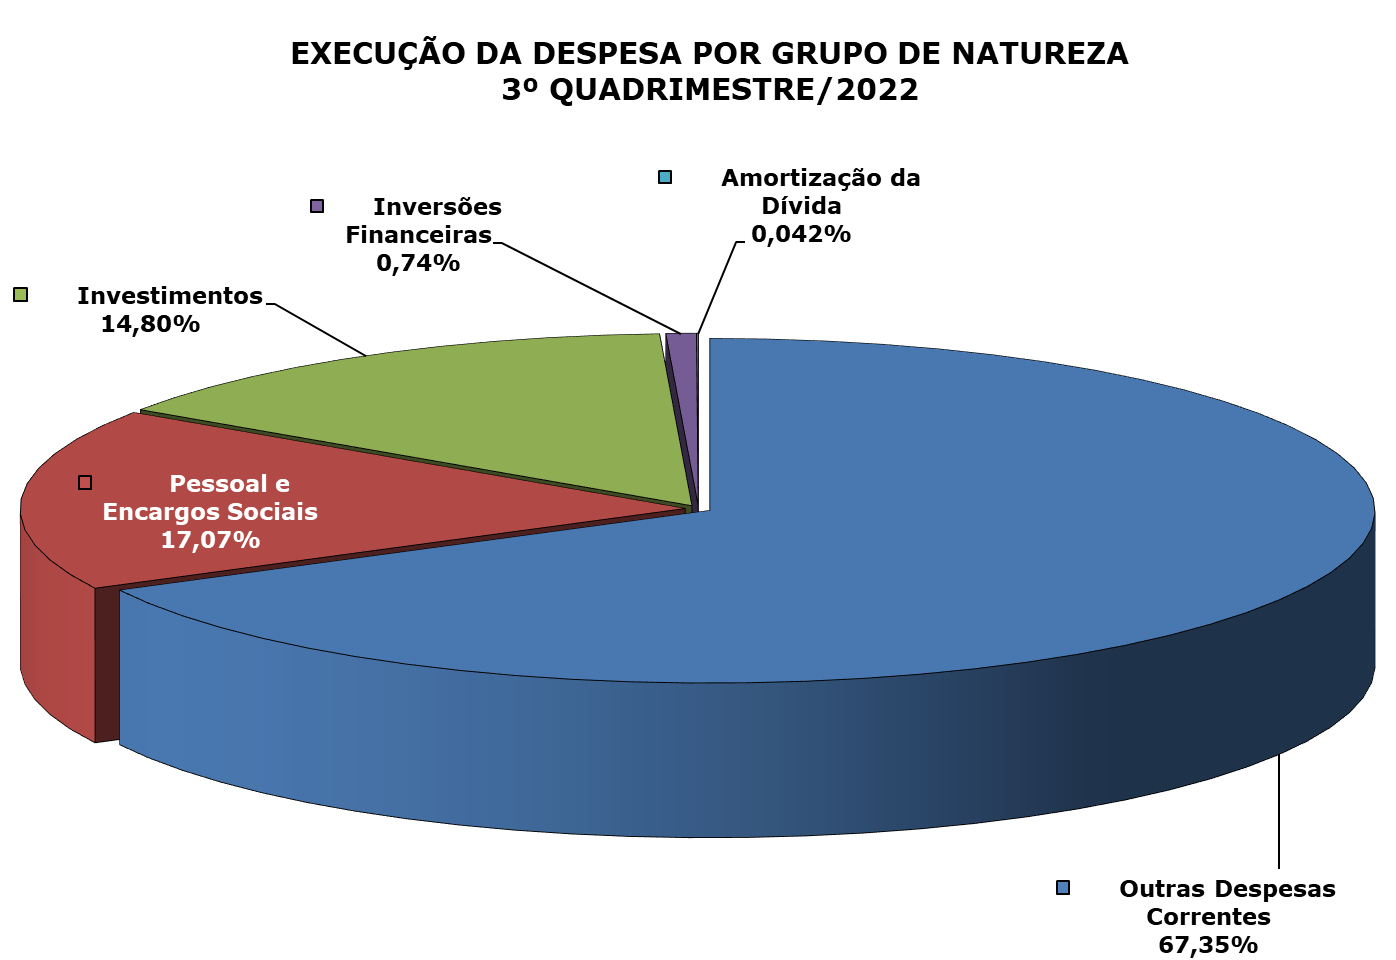 EXECUÇÃO DA DESPESA POR GRUPO DE NATUREZA
3º QUADRIMESTRE/2022
Amortização da
Dívida
0,042%
Inversões
Financeiras
0,74%
Investimentos
14,80%
Pessoal e
Encargos Sociais
17,07%
Outras Despesas
Correntes
67,35%